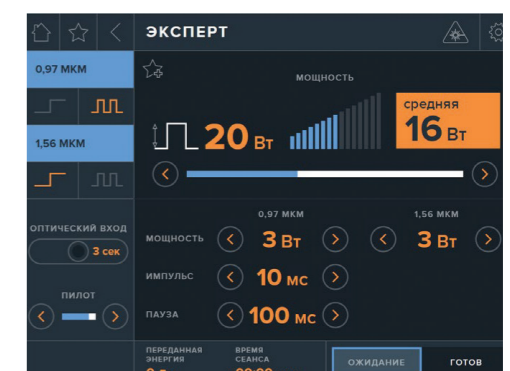 ЭКСПЕРТ
0,97 МКМ
МОЩНОСТЬ
20 Вт
средняя
16 Вт
1,56 МКМ
ОПТИЧЕСКИЙ ВХОД
3 сек
ПИЛОТ
0,97 МКМ
1,56 МКМ
МОЩНОСТЬ
3 Вт
3 Вт
ИМПУЛЬС
10 мс
ПАУЗА
100 мс
ПЕРЕДАННАЯ ЭНЕРГИЯ
ВРЕМЯ СЕАНСА
ОЖИДАНИЕ
ГОТОВ